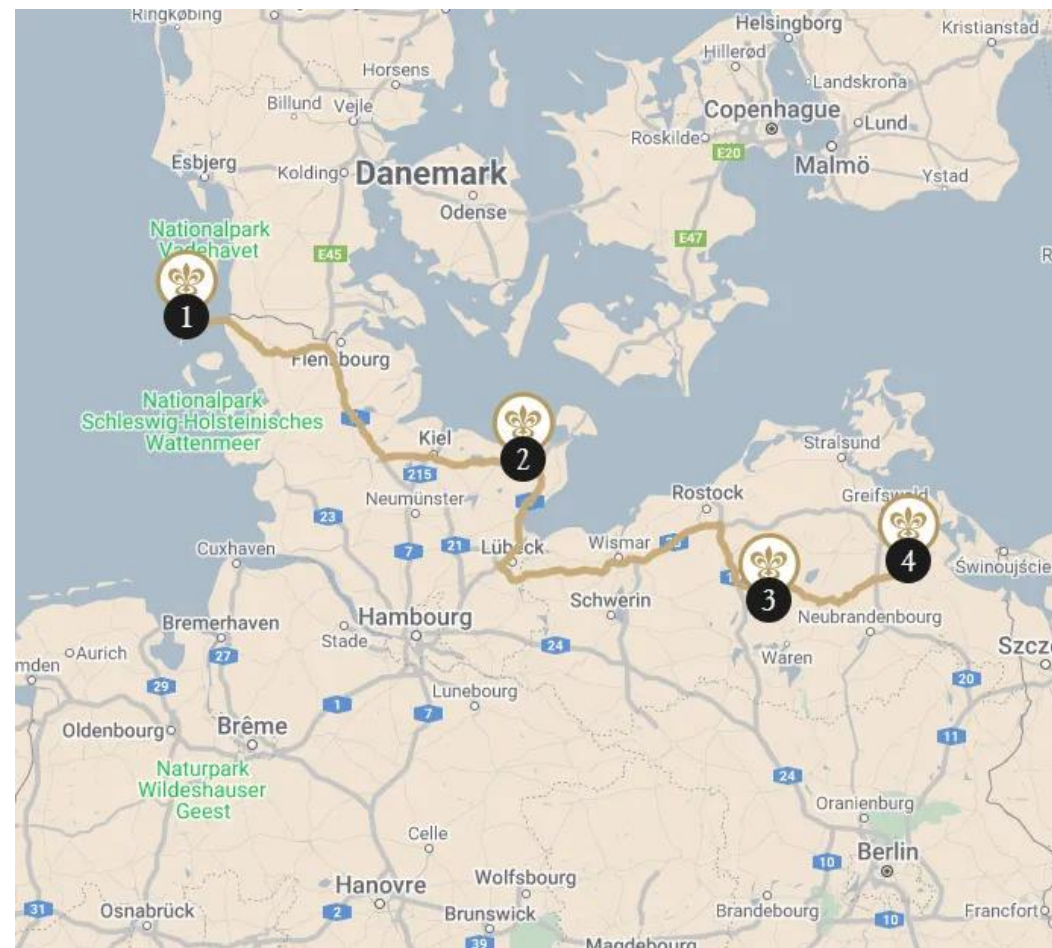 Ringkøbing
Helsingborg
Kristianstad
Hillerød
Horsens
Landskrona
Billund
Vejle
Copenhague
Lund
Roskilde
E20
Esbjerg
Kolding
Danemark
Malmö
Ystad
Odense
Nationalpark
Vadehavet
E45
E47
R
1
Flensbourg
Nationalpark
Schleswig-Holsteinisches
Wattenmeer
Kiel
2
215
Stralsund
Neumünster
Rostock
Greifswald
23
Cuxhaven
7
21
Lübeck
Wismar
4
Świnoujście
3
Schwerin
Hambourg
Neubrandenbourg
Bremerhaven
Stade
24
Waren
Szcze
Aurich
mden
27
20
29
Lunebourg
1
7
Oldenbourg
Brême
11
Naturpark
Wildeshauser
Geest
24
Oranienburg
Celle
Berlin
10
Hanovre
Wolfsbourg
31
Osnabrück
2
Brunswick
Brandebourg
10
Francfort
39
Magdebourg